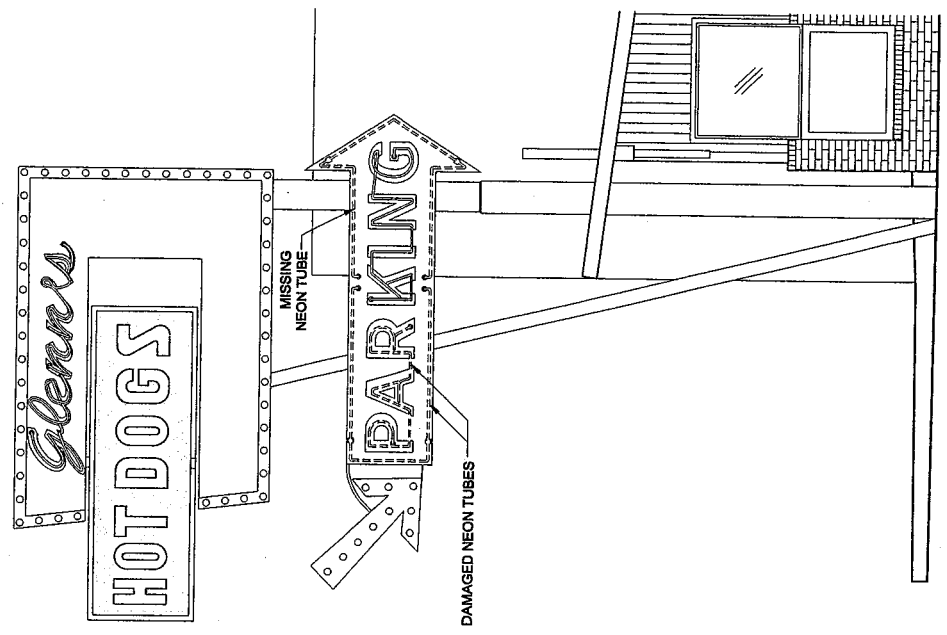 Glenn's
HOT DOGS
MISSING
NEON TUBE
PARKING
DAMAGED NEON TUBES